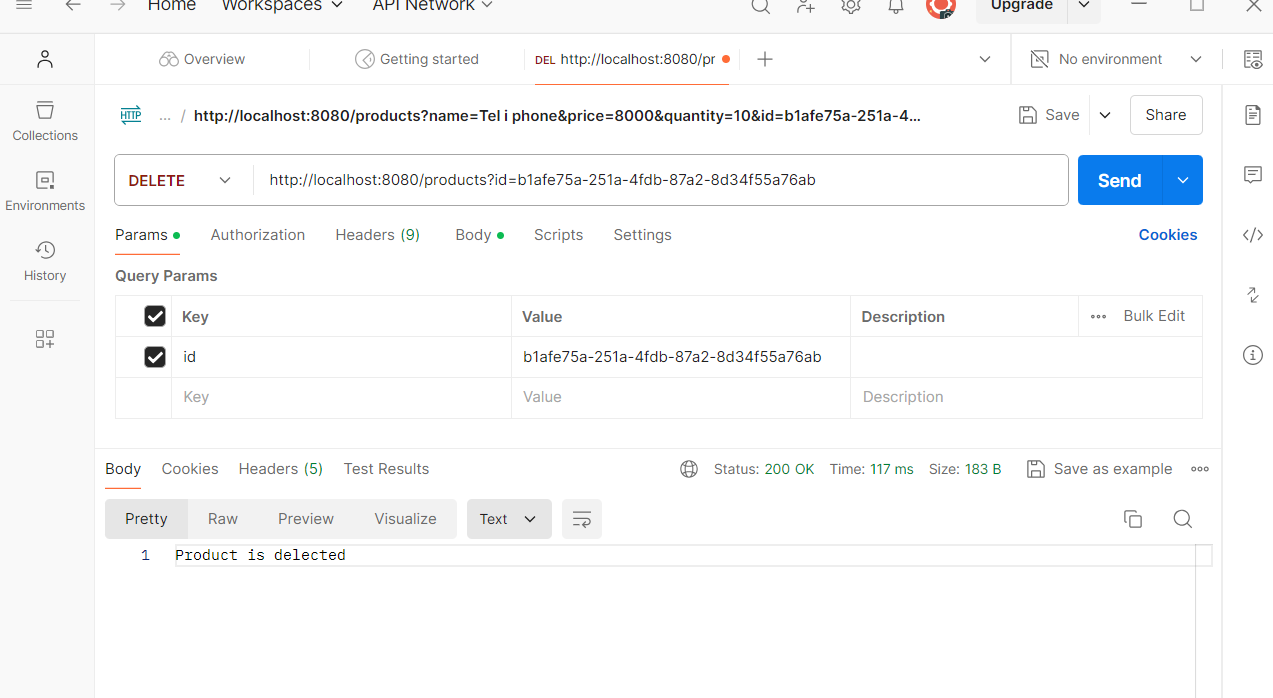 Home Workspaces API Network Upgrade
Overview Getting started DEL http://localhost:8080/pr No environment
HTTP ... / http://localhost:8080/products?name=Tel i phone&price=8000&quantity=10&id=b1afe75a-251a-4... Save Share
Collections
DELETE http://localhost:8080/products?id=b1afe75a-251a-4fdb-87a2-8d34f55a76ab Send
Environments
Params Authorization Headers (9) Body Scripts Settings Cookies
History
Query Params
Key Value Description Bulk Edit
id b1afe75a-251a-4fdb-87a2-8d34f55a76ab
Key Value Description
Body Cookies Headers (5) Test Results Status: 200 OK Time: 117 ms Size: 183 B Save as example
Pretty Raw Preview Visualize Text
1 Product is delected